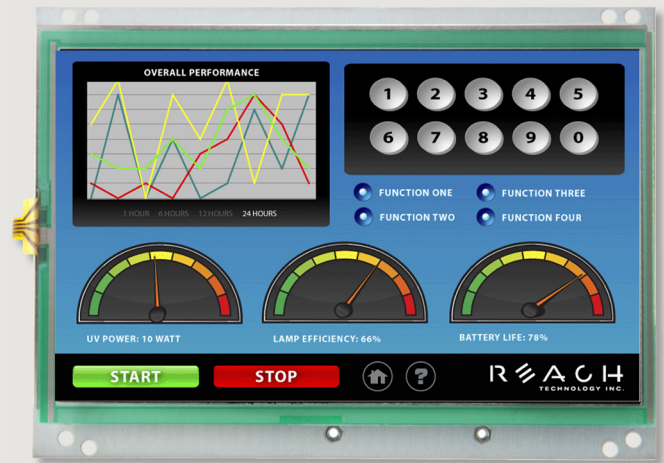 OVERALL PERFORMANCE
1 HOUR 6 HOURS 12 HOURS 24 HOURS
1 2 3 4 5
6 7 8 9 0
FUNCTION ONE FUNCTION THREE
FUNCTION TWO FUNCTION FOUR
UV POWER: 10 WATT LAMP EFFICIENCY: 66% BATTERY LIFE: 78%
START STOP ? REACH
TECHNOLOGY INC.